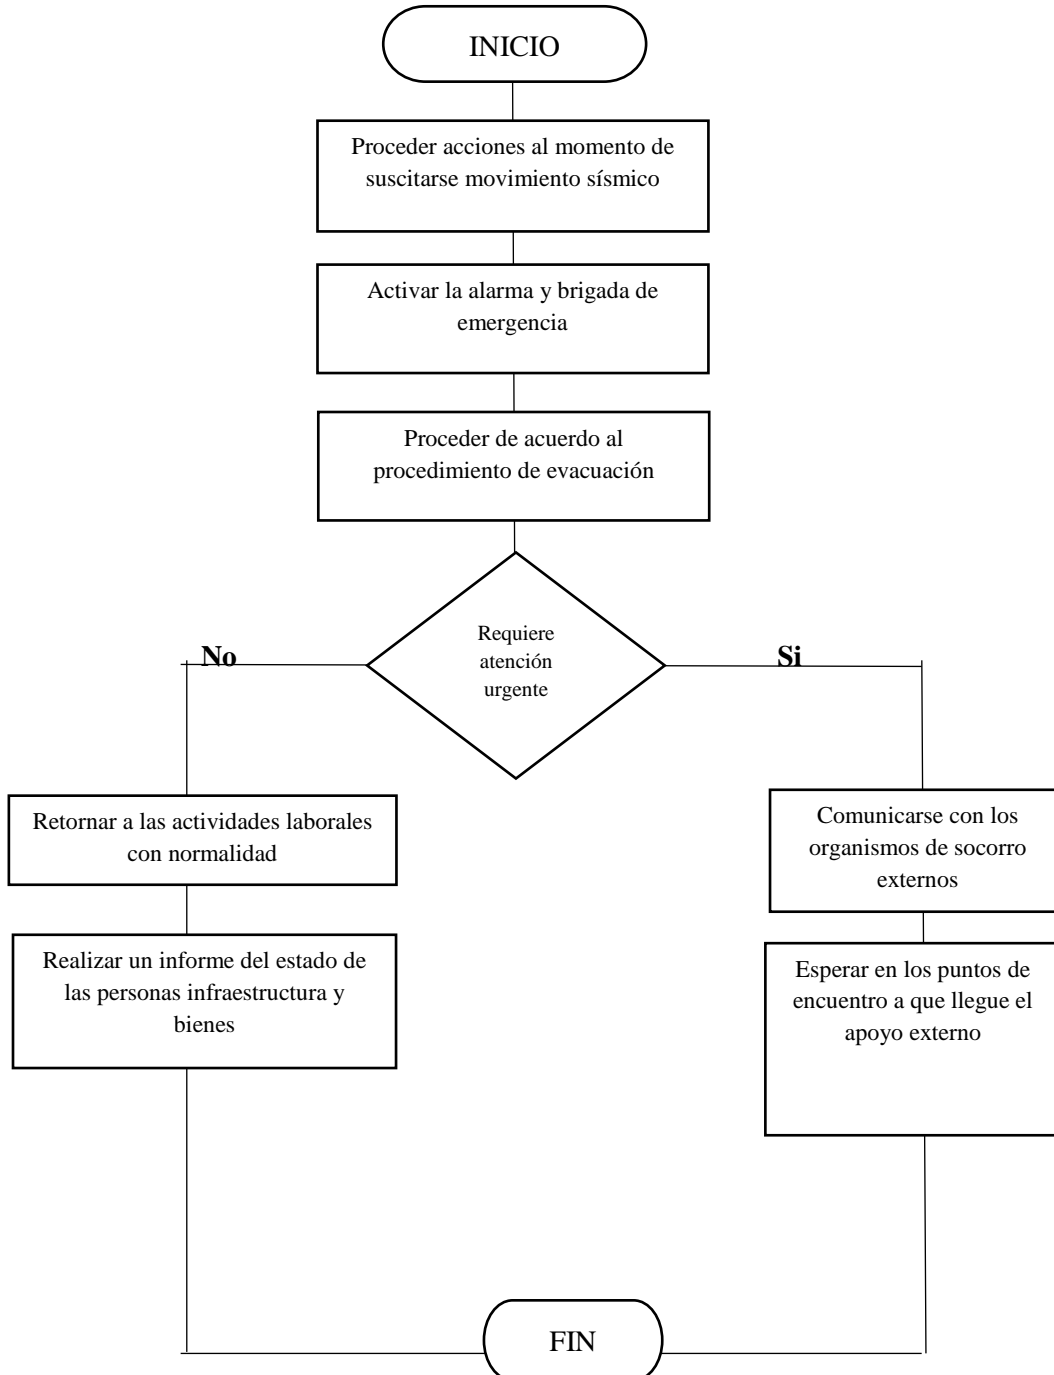 INICIO
Proceder acciones al momento de
suscitarse movimiento sísmico
Activar la alarma y brigada de
emergencia
Proceder de acuerdo al
procedimiento de evacuación
Requiere
atención
urgente
No
Si
Retornar a las actividades laborales
con normalidad
Realizar un informe del estado de
las personas infraestructura y
bienes
Comunicarse con los
organismos de socorro
externos
Esperar en los puntos de
encuentro a que llegue el
apoyo externo
FIN